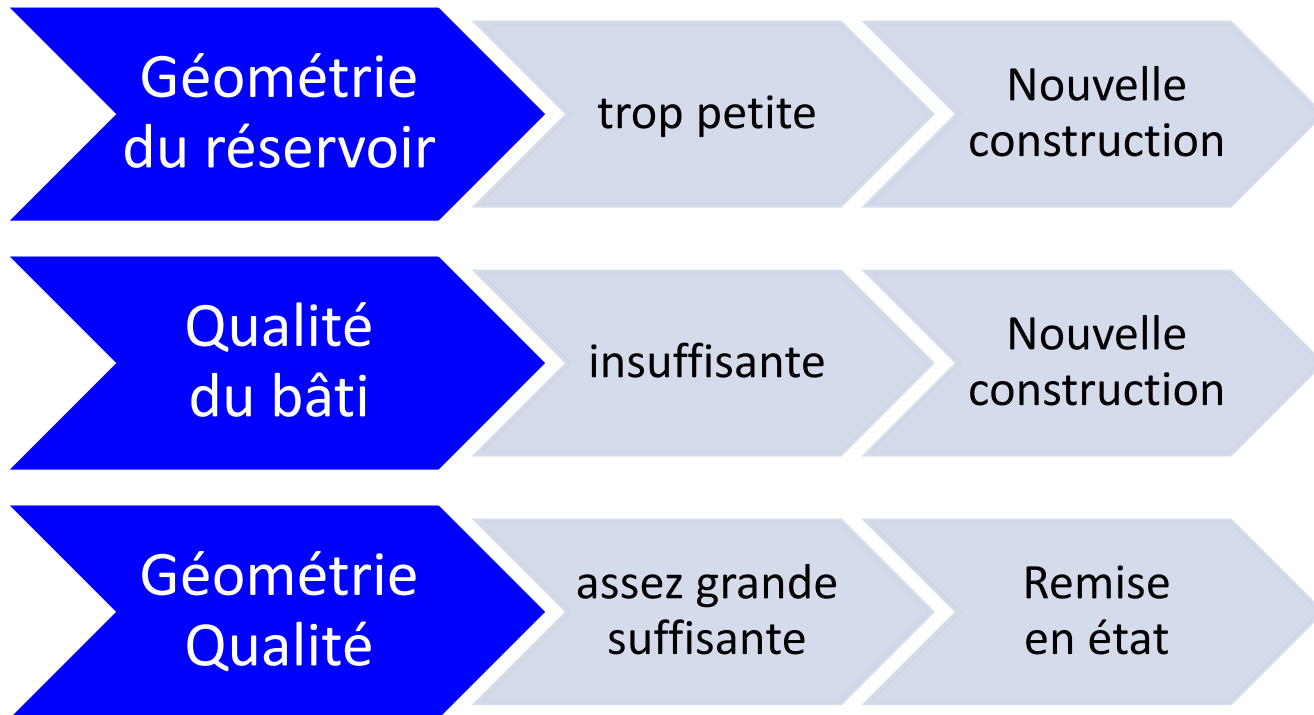 Géométrie
du réservoir
trop petite
Nouvelle
construction
Qualité
du bâti
insuffisante
Nouvelle
construction
Géométrie
Qualité
assez grande
suffisante
Remise
en état